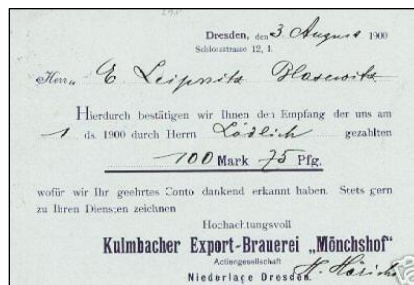 Dresden, den 3. August 1900
Schlossstrasse 12, I.
Herrn E Leipnitz Blasewitz
Hierdurch bestätigen wir Ihnen den Empfang der uns am
1 ds. 1900 durch Herrn Lödlich gezahlten
100 Mark 75 Pfg.
wofür wir Ihr geehrtes Conto dankend erkannt haben. Stets gern
zu Ihren Diensten zeichnen
Hochachtungsvoll
Kulmbacher Export-Brauerei „Mönchshof"
Actiengesellschaft
Niederlage Dresden.